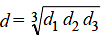 d = ∛(d₁ d₂ d₃)